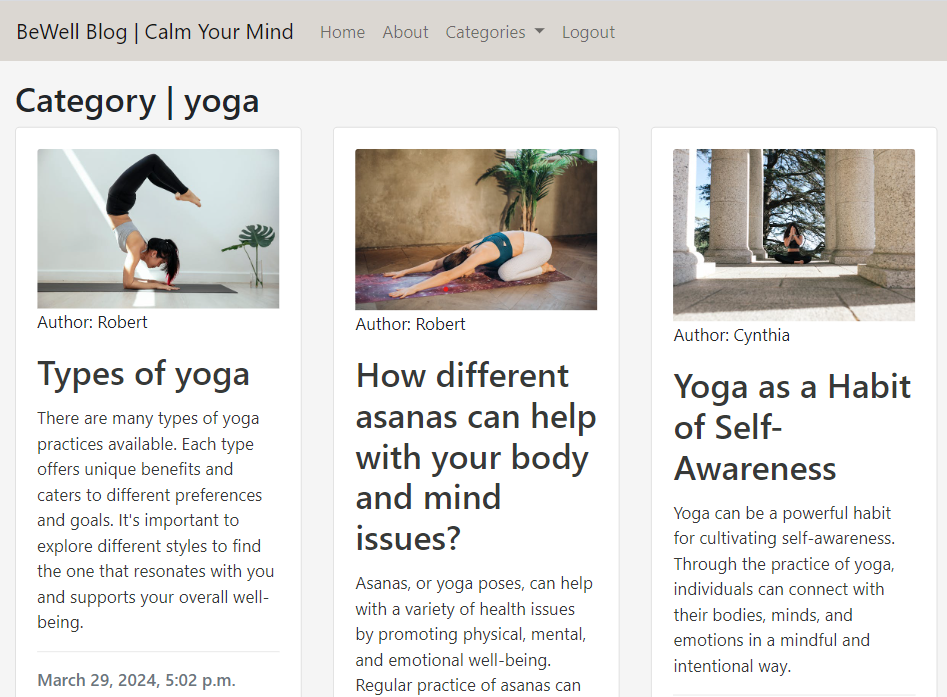 BeWell Blog | Calm Your Mind Home About Categories Logout
Category | yoga
Author: Robert
Types of yoga
There are many types of yoga
practices available. Each type
offers unique benefits and
caters to different preferences
and goals. It's important to
explore different styles to find
the one that resonates with you
and supports your overall well-
being.
March 29, 2024, 5:02 p.m.
Author: Robert
How different
asanas can help
with your body
and mind
issues?
Asanas, or yoga poses, can help
with a variety of health issues
by promoting physical, mental,
and emotional well-being.
Regular practice of asanas can
Author: Cynthia
Yoga as a Habit
of Self-
Awareness
Yoga can be a powerful habit
for cultivating self-awareness.
Through the practice of yoga,
individuals can connect with
their bodies, minds, and
emotions in a mindful and
intentional way.